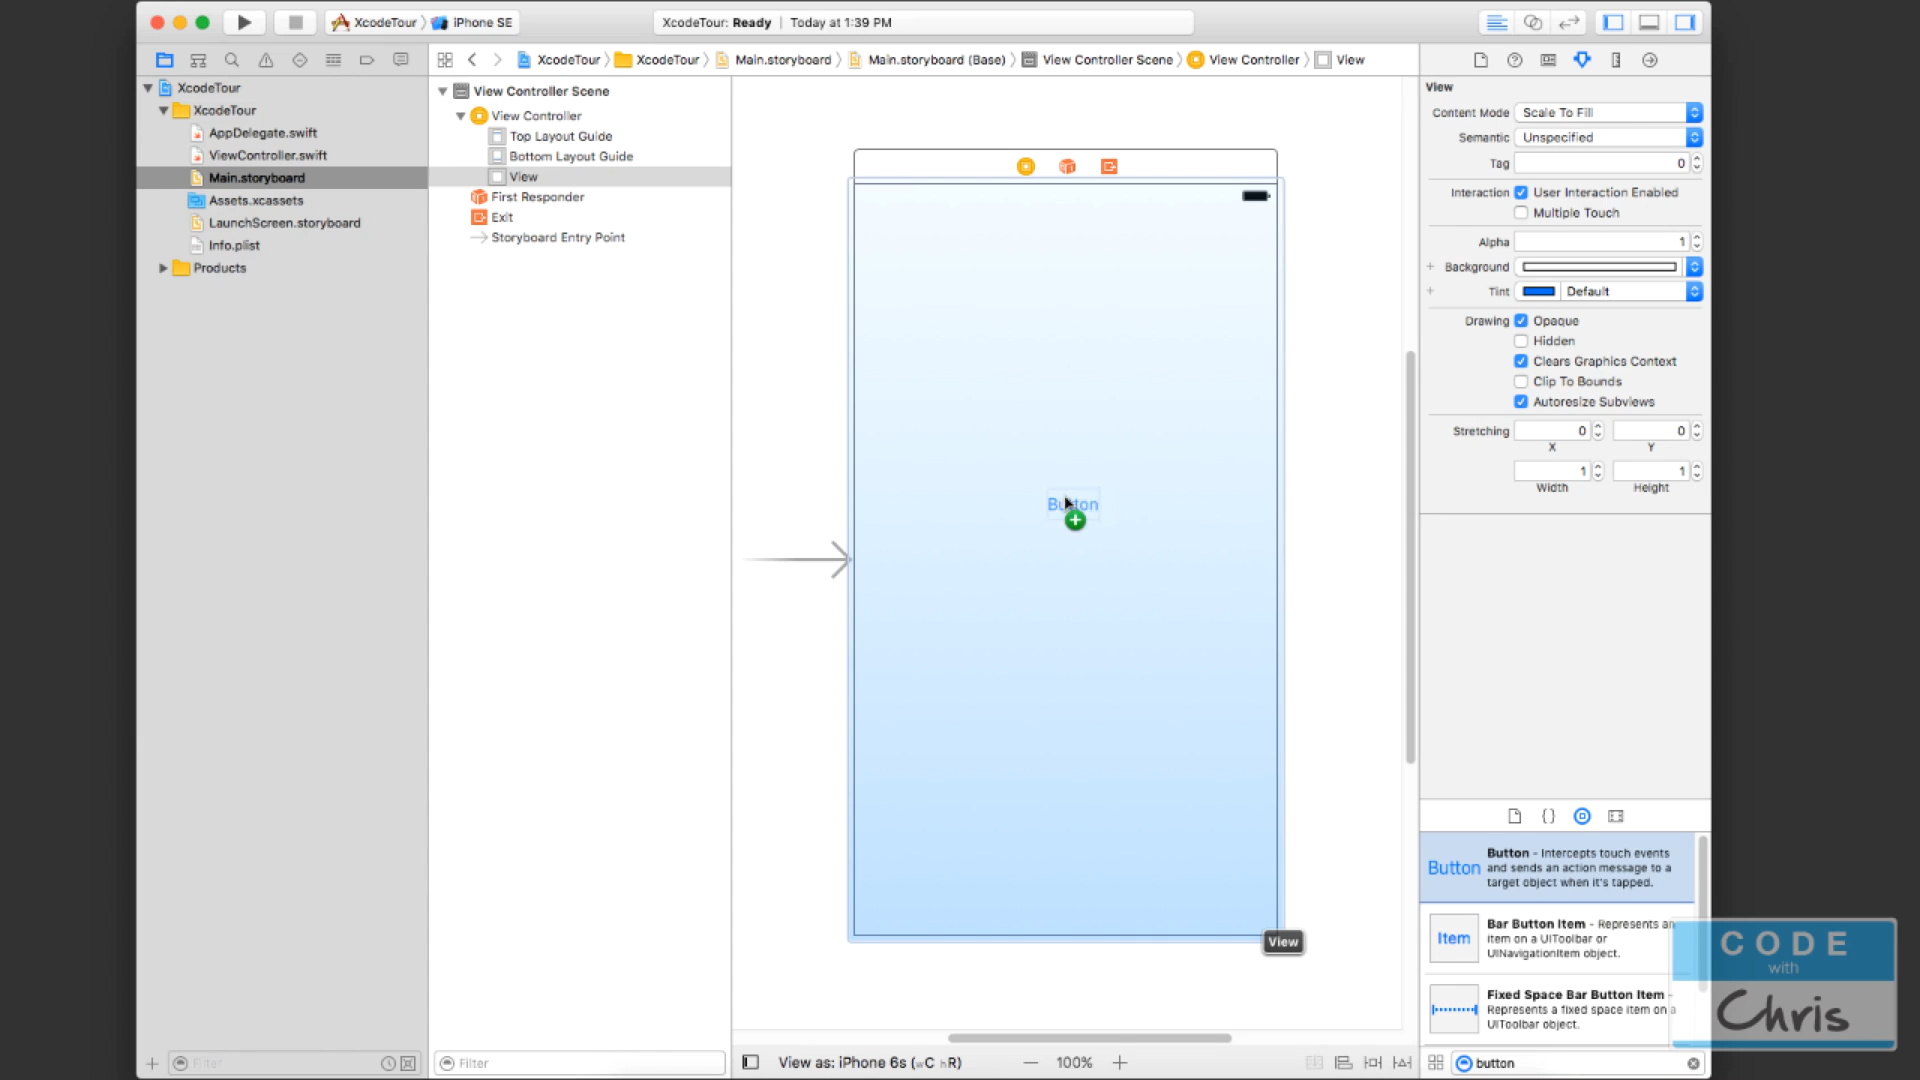 XcodeTour iPhone SE
XcodeTour: Ready | Today at 1:39 PM
XcodeTour
XcodeTour
AppDelegate.swift
ViewController.swift
Main.storyboard
Assets.xcassets
LaunchScreen.storyboard
Info.plist
Products
Filter
XcodeTour XcodeTour Main.storyboard Main.storyboard (Base) View Controller Scene View Controller View
View Controller Scene
View Controller
Top Layout Guide
Bottom Layout Guide
View
First Responder
Exit
Storyboard Entry Point
Filter
Button
View
View as: iPhone 6s (wC hR)
100%
View
Content Mode Scale To Fill
Semantic Unspecified
Tag 0
Interaction User Interaction Enabled
Multiple Touch
Alpha 1
Background
Tint Default
Drawing Opaque
Hidden
Clears Graphics Context
Clip To Bounds
Autoresize Subviews
Stretching 0 0
X Y
1 1
Width Height
{}
Button
Button - Intercepts touch events
and sends an action message to a
target object when it's tapped.
Item
Bar Button Item - Represents an
item on a UIToolbar or
UINavigationItem object.
Fixed Space Bar Button Item -
Represents a fixed space item on a
UIToolbar object.
button
CODE
with
Chris